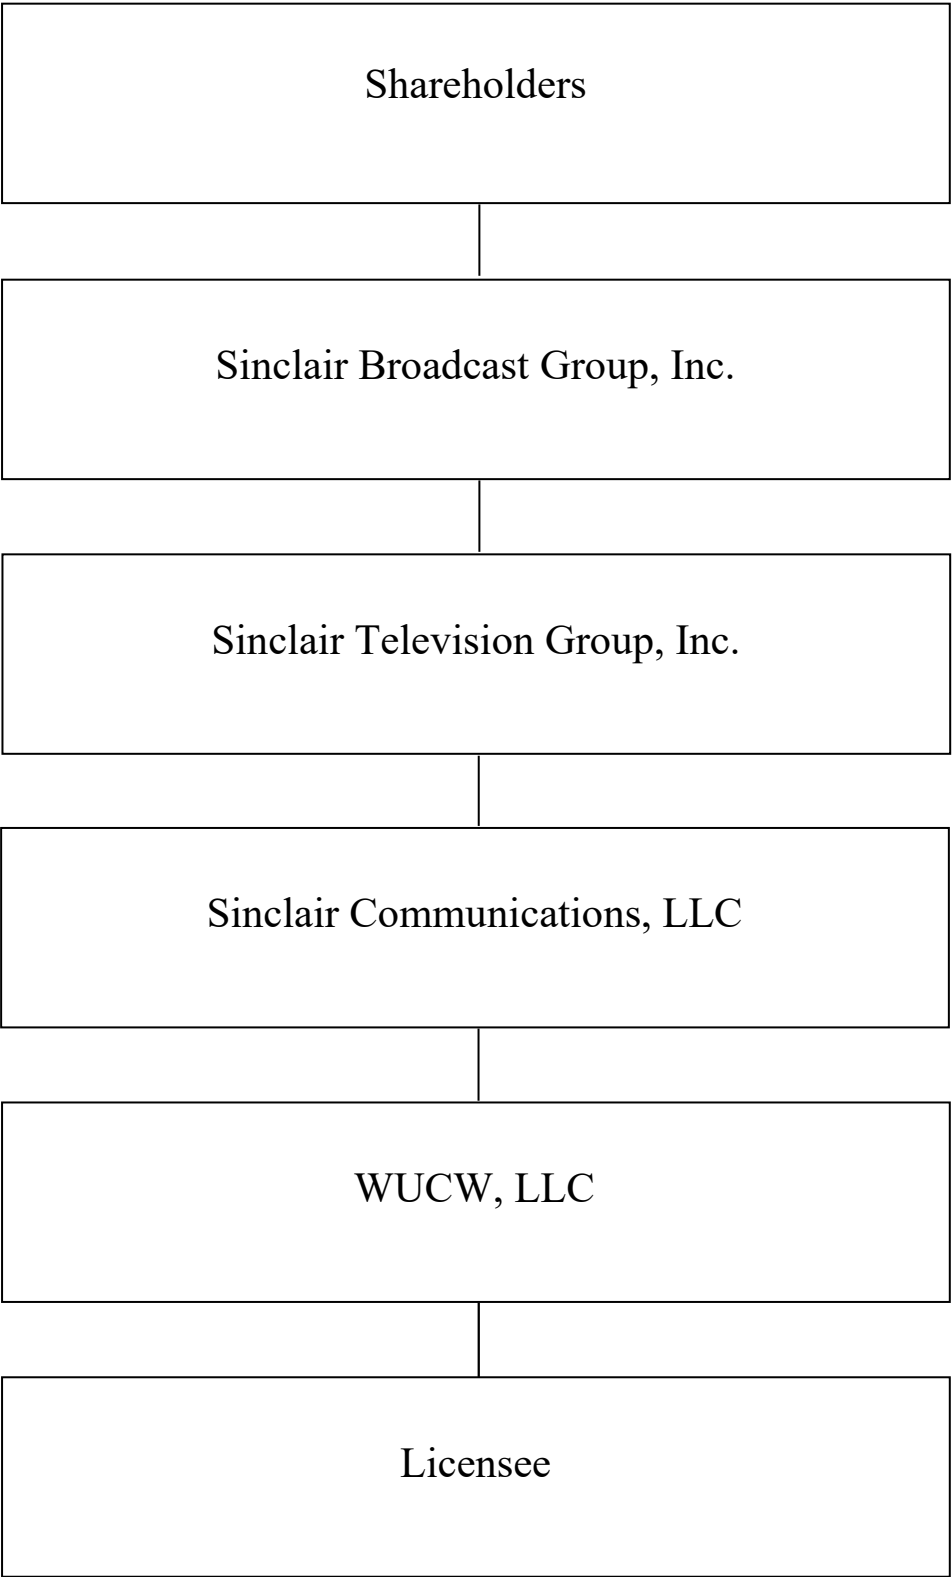 Shareholders
Sinclair Broadcast Group, Inc.
Sinclair Television Group, Inc.
Sinclair Communications, LLC
WUCW, LLC
Licensee